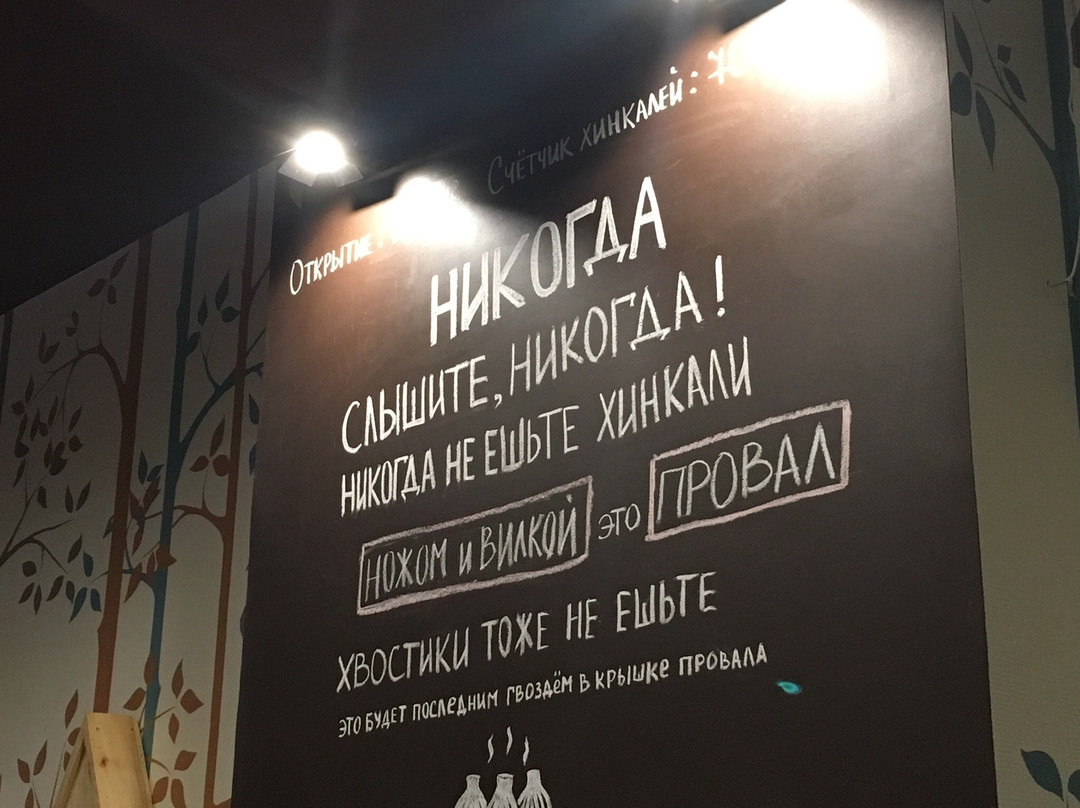 Счётчик хинкалей:
Открытие:
НИКОГДА
СЛЫШИТЕ, НИКОГДА!
НИКОГДА НЕ ЕШЬТЕ ХИНКАЛИ
НОЖОМ и ВИЛКОЙ ЭТО ПРОВАЛ
ХВОСТИКИ ТОЖЕ НЕ ЕШЬТЕ
ЭТО БУДЕТ ПОСЛЕДНИМ ГВОЗДЁМ В КРЫШКЕ ПРОВАЛА